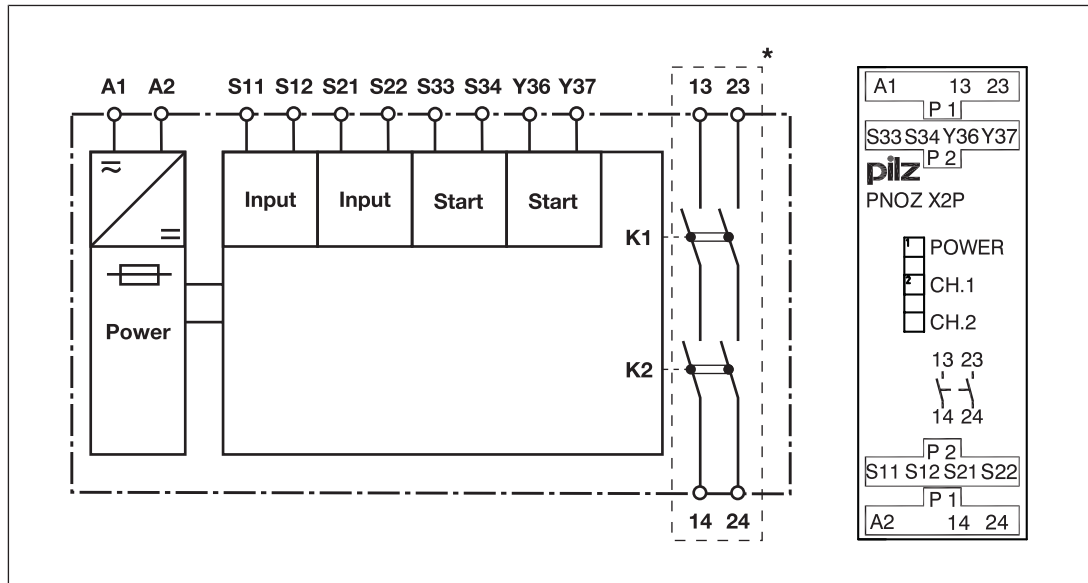 *
A1 A2 S11 S12 S21 S22 S33 S34 Y36 Y37 13 23
Input Input Start Start
K1
Power
K2
14 24
A1 13 23
P 1
S33 S34 Y36 Y37
P 2
pilz
PNOZ X2P
1 POWER
2 CH.1
CH.2
13 23
14 24
P 2
S11 S12 S21 S22
P 1
A2 14 24